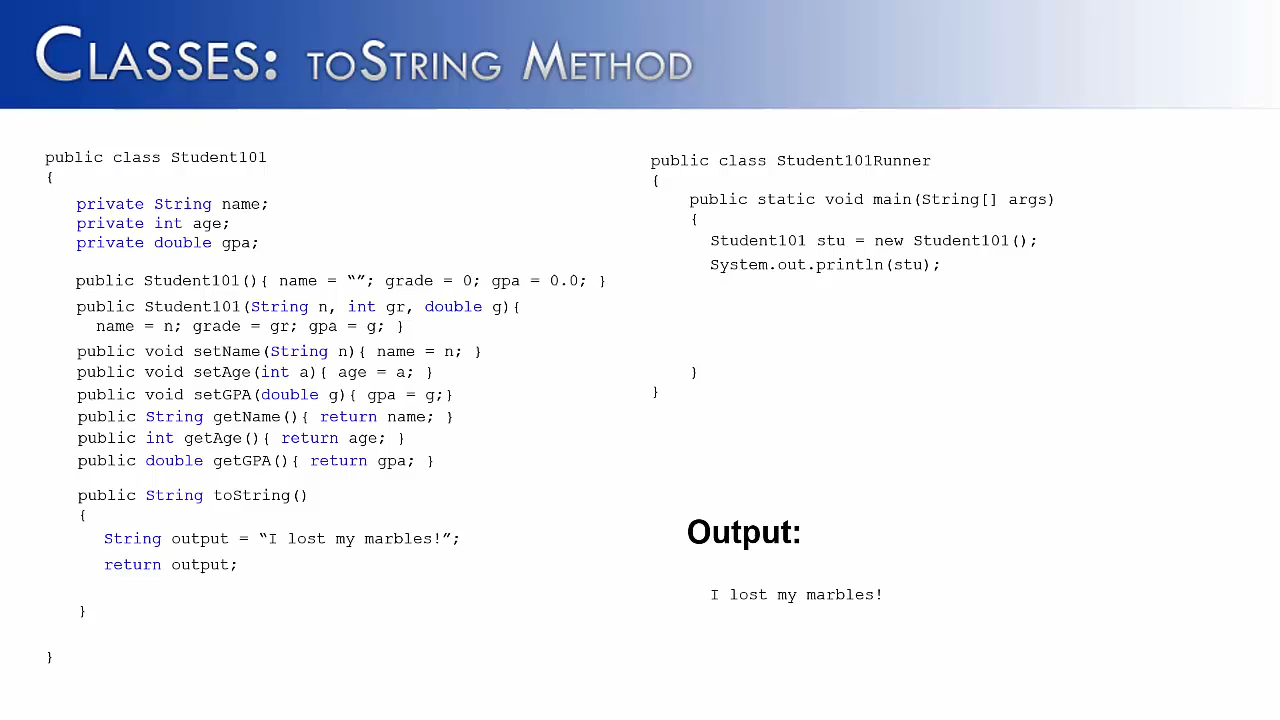 CLASSES: TOSTRING METHOD
public class Student101
{
private String name;
private int age;
private double gpa;
public Student101(){ name = “”; grade = 0; gpa = 0.0; }
public Student101(String n, int gr, double g){
name = n; grade = gr; gpa = g; }
public void setName(String n){ name = n; }
public void setAge(int a){ age = a; }
public void setGPA(double g){ gpa = g;}
public String getName(){ return name; }
public int getAge(){ return age; }
public double getGPA(){ return gpa; }
public String toString()
{
String output = “I lost my marbles!”;
return output;
}
}
public class Student101Runner
{
public static void main(String[] args)
{
Student101 stu = new Student101();
System.out.println(stu);
}
}
Output:
I lost my marbles!